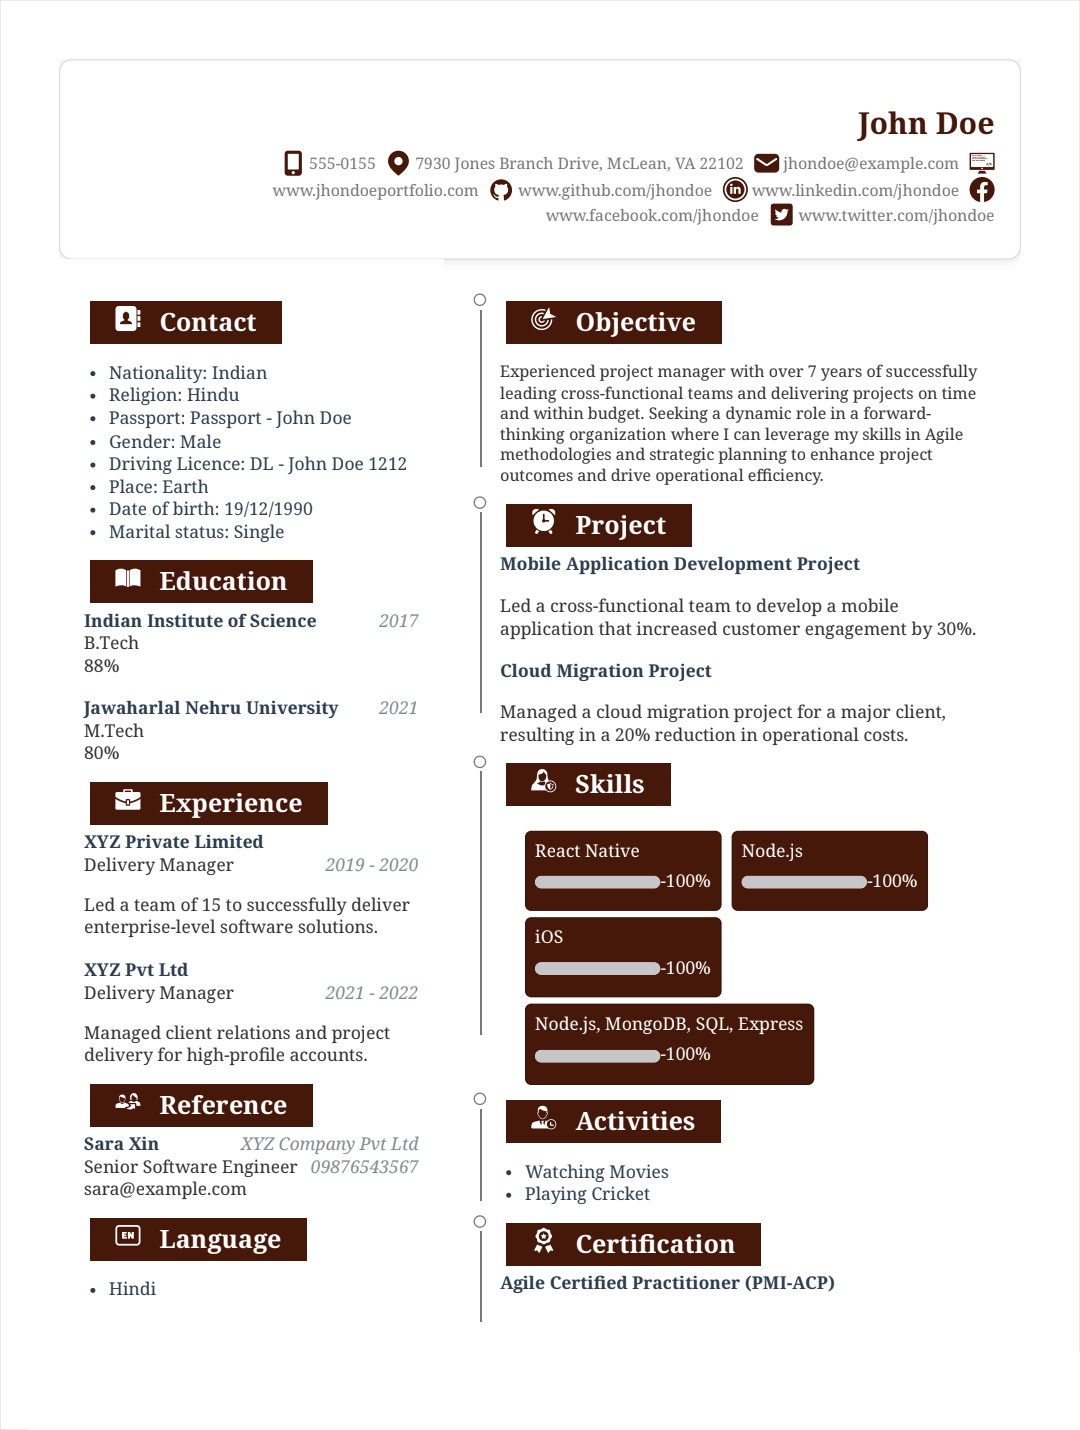 John Doe
555-0155 7930 Jones Branch Drive, McLean, VA 22102 jhondoe@example.com
www.jhondoeportfolio.com www.github.com/jhondoe www.linkedin.com/jhondoe
www.facebook.com/jhondoe www.twitter.com/jhondoe
Contact
Nationality: Indian
Religion: Hindu
Passport: Passport - John Doe
Gender: Male
Driving Licence: DL - John Doe 1212
Place: Earth
Date of birth: 19/12/1990
Marital status: Single
Education
Indian Institute of Science 2017
B.Tech
88%
Jawaharlal Nehru University 2021
M.Tech
80%
Experience
XYZ Private Limited
Delivery Manager 2019 - 2020
Led a team of 15 to successfully deliver
enterprise-level software solutions.
XYZ Pvt Ltd
Delivery Manager 2021 - 2022
Managed client relations and project
delivery for high-profile accounts.
Reference
Sara Xin XYZ Company Pvt Ltd
Senior Software Engineer 09876543567
sara@example.com
EN Language
Hindi
Objective
Experienced project manager with over 7 years of successfully
leading cross-functional teams and delivering projects on time
and within budget. Seeking a dynamic role in a forward-
thinking organization where I can leverage my skills in Agile
methodologies and strategic planning to enhance project
outcomes and drive operational efficiency.
Project
Mobile Application Development Project
Led a cross-functional team to develop a mobile
application that increased customer engagement by 30%.
Cloud Migration Project
Managed a cloud migration project for a major client,
resulting in a 20% reduction in operational costs.
Skills
React Native
-100%
Node.js
-100%
iOS
-100%
Node.js, MongoDB, SQL, Express
-100%
Activities
Watching Movies
Playing Cricket
Certification
Agile Certified Practitioner (PMI-ACP)